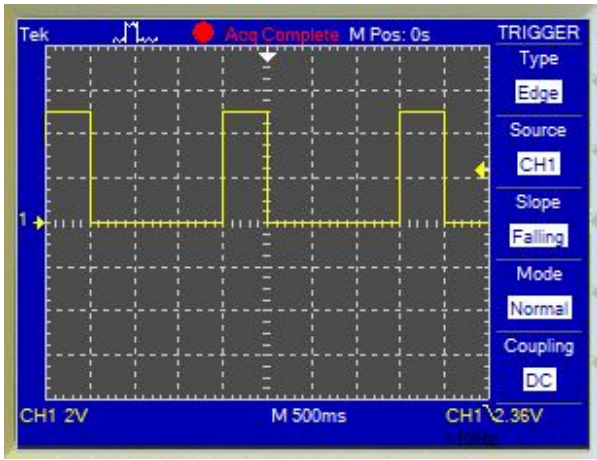 Tek Acq Complete M Pos: 0s TRIGGER
Type
Edge
Source
CH1
Slope
1
Falling
Mode
Normal
Coupling
DC
CH1 2V M 500ms CH1 2.36V